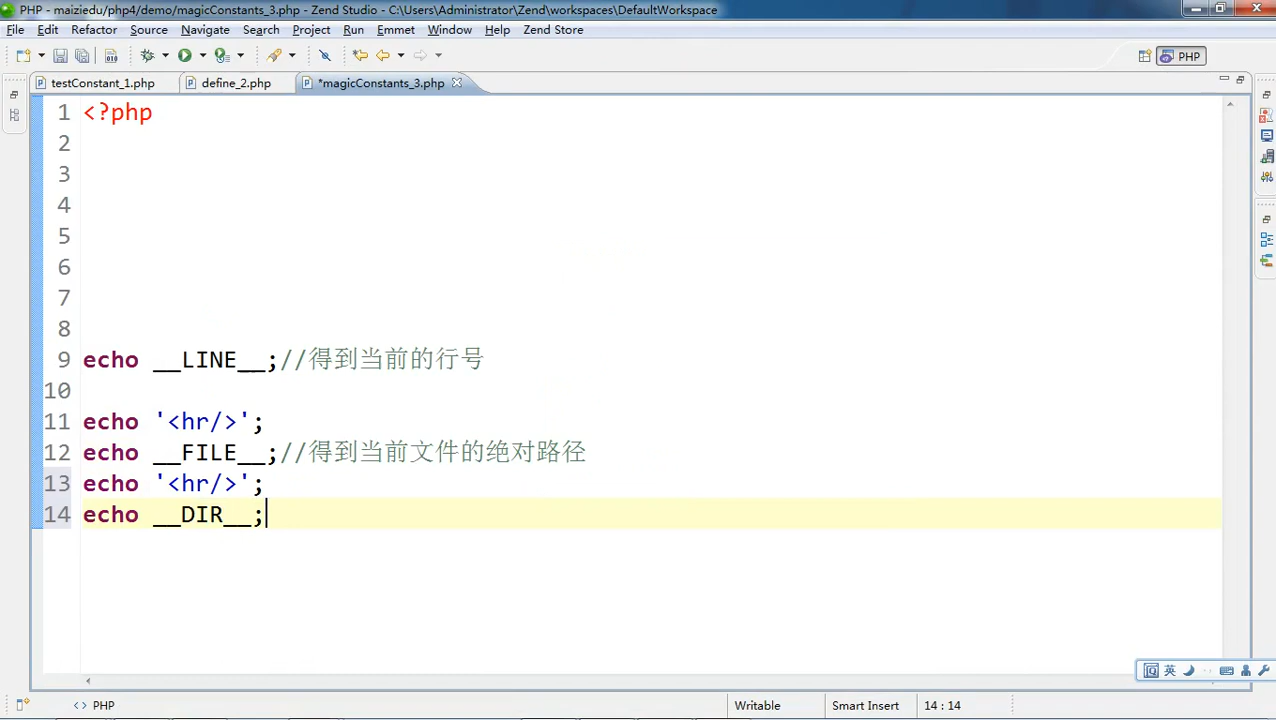 PHP - maiziedu/php4/demo/magicConstants_3.php - Zend Studio - C:\Users\Administrator\Zend\workspaces\DefaultWorkspace
File Edit Refactor Source Navigate Search Project Run Emmet Window Help Zend Store
PHP
testConstant_1.php define_2.php *magicConstants_3.php
1 <?php
2
3
4
5
6
7
8
9 echo __LINE__;//得到当前的行号
10
11 echo '<hr/>';
12 echo __FILE__;//得到当前文件的绝对路径
13 echo '<hr/>';
14 echo __DIR__;
英
<> PHP Writable Smart Insert 14 : 14